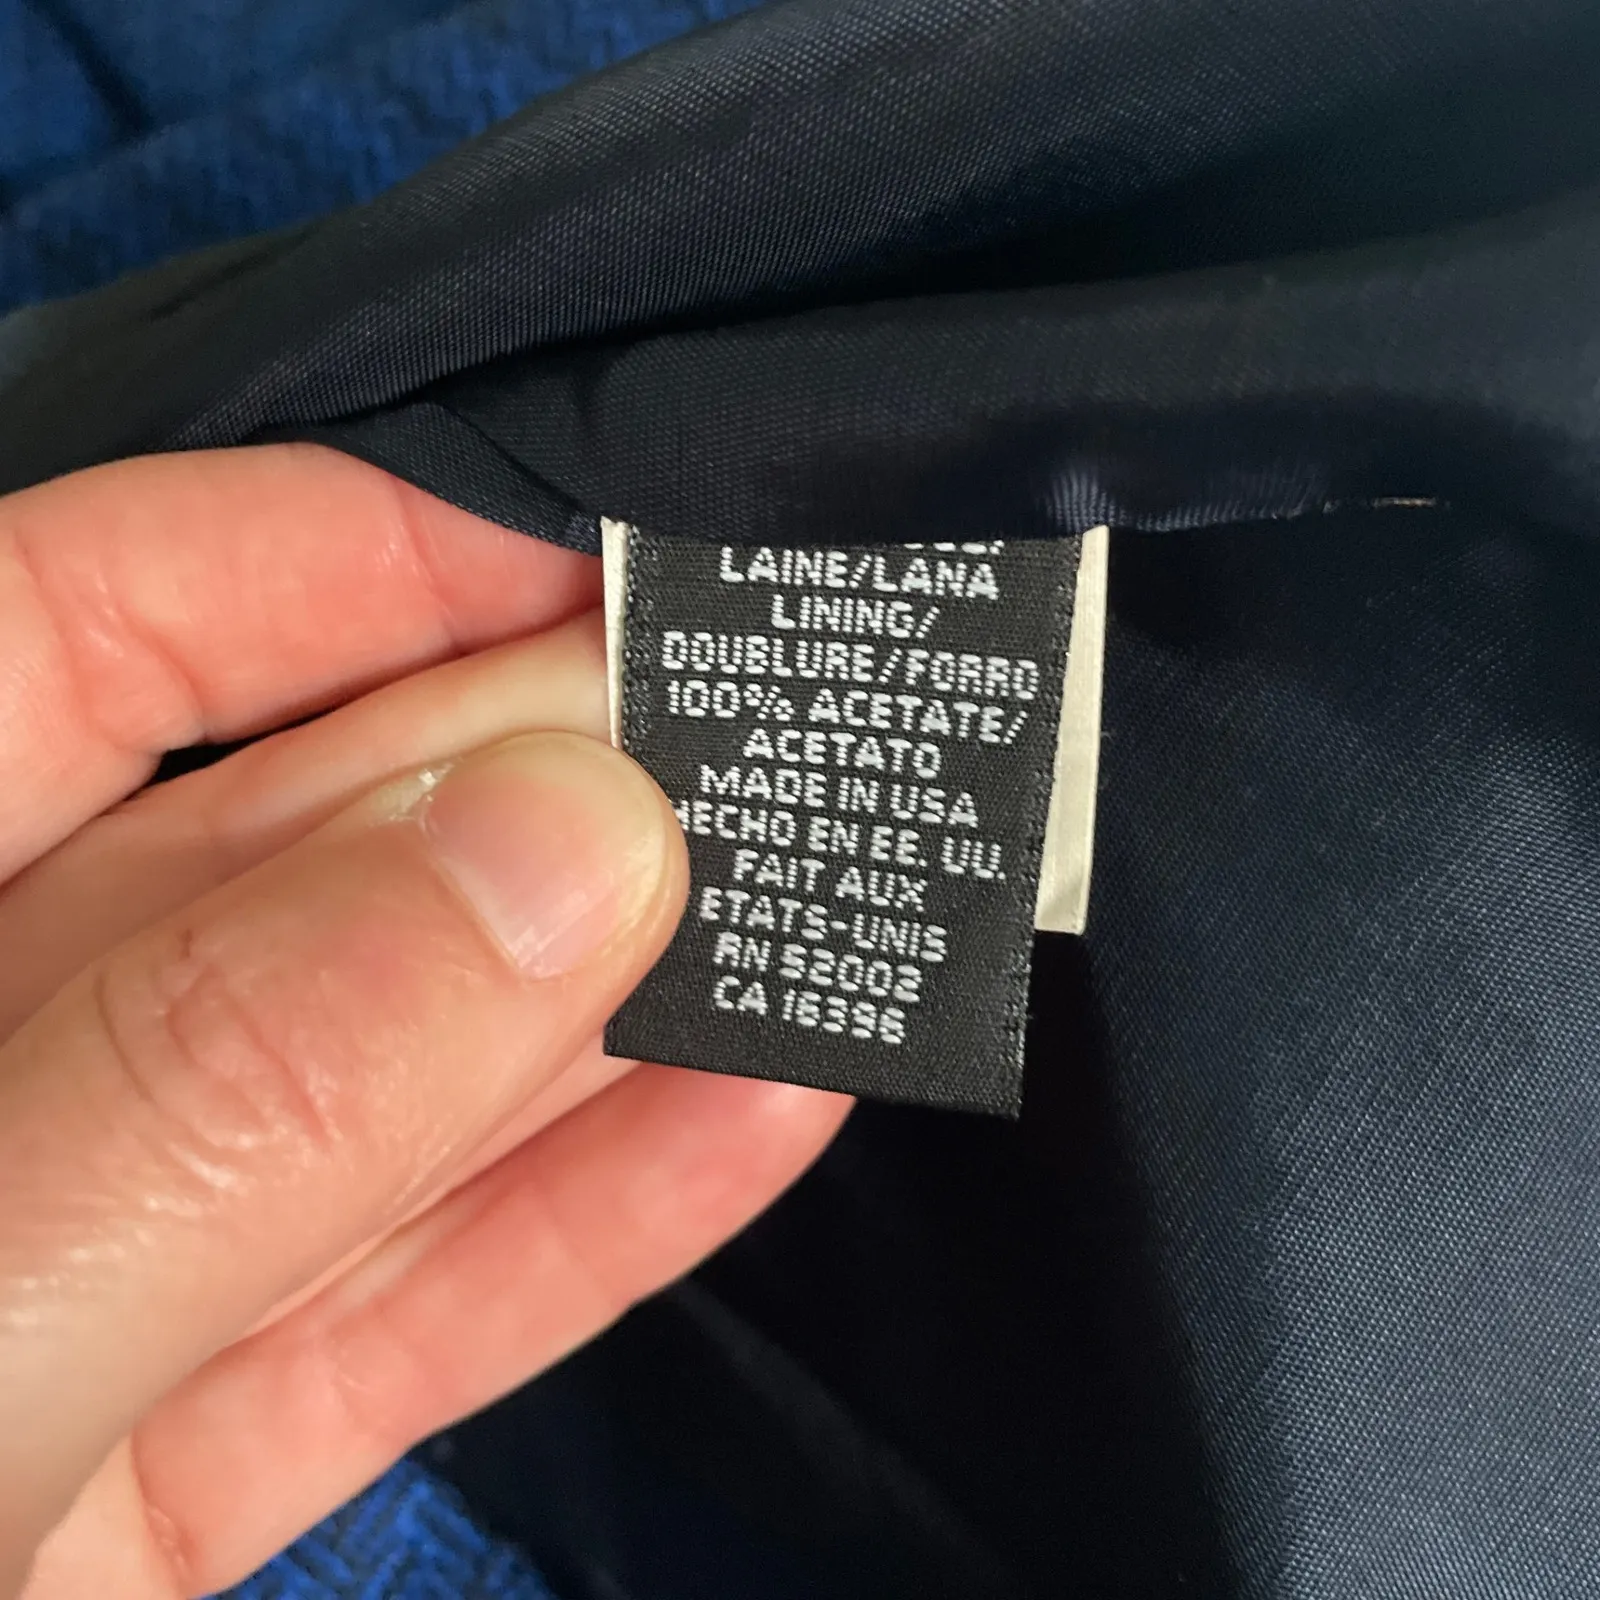 LAINE/LANA
LINING/
DOUBLURE/FORRO
100% ACETATE/
ACETATO
MADE IN USA
HECHO EN EE. UU.
FAIT AUX
ETATS-UNIS
RN 52002
CA 16396